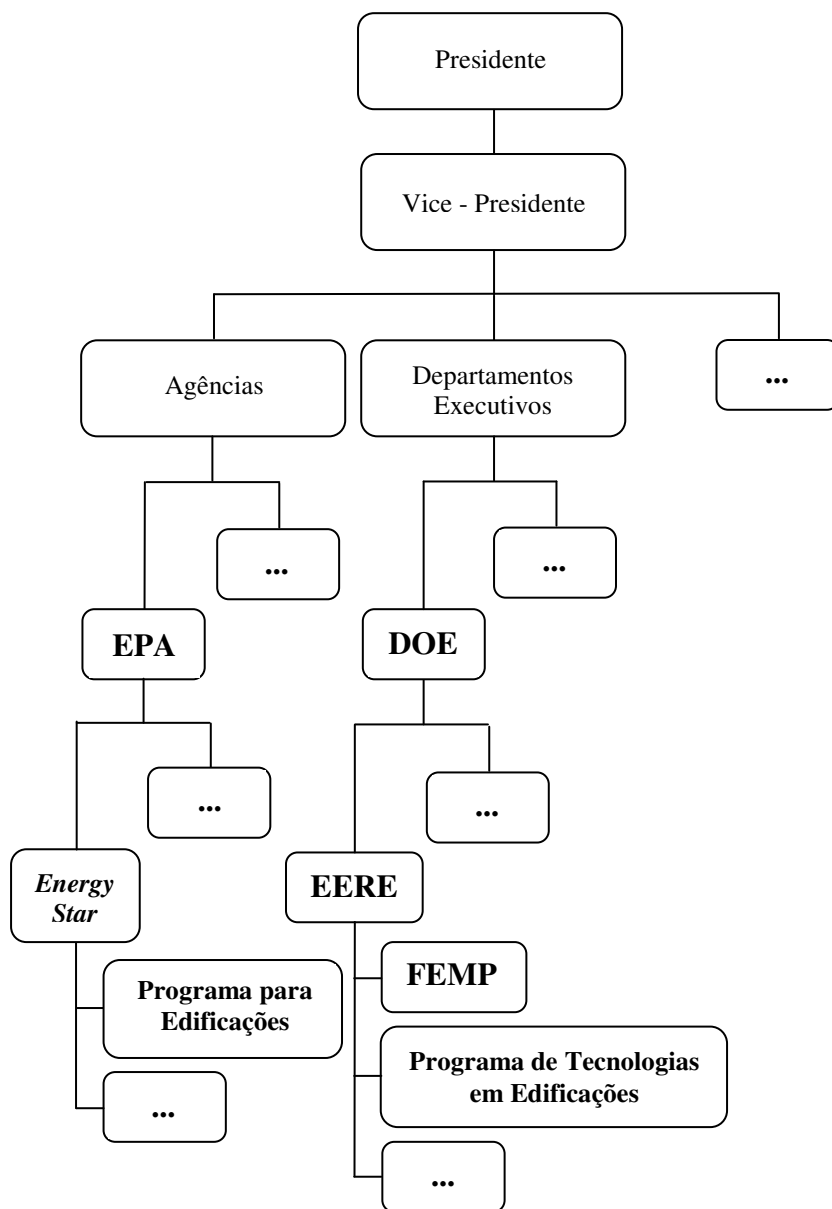 Presidente
Vice - Presidente
Agências
Departamentos
Executivos
...
...
...
EPA
DOE
...
...
Energy
Star
EERE
FEMP
Programa para
Edificações
Programa de Tecnologias
em Edificações
...
...